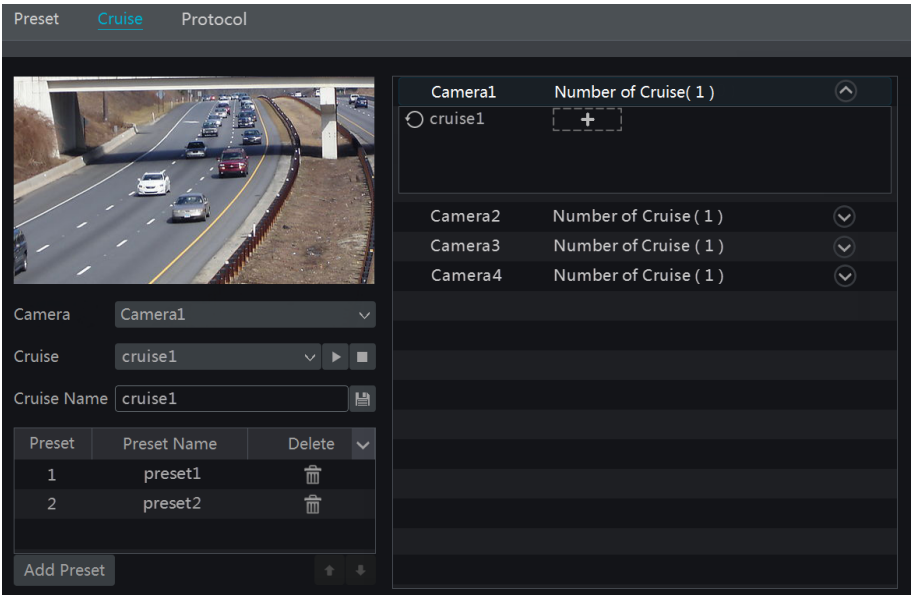 Preset Cruise Protocol
Camera Camera1
Cruise cruise1
Cruise Name cruise1
Preset Preset Name Delete
1 preset1
2 preset2
Add Preset
Camera1 Number of Cruise( 1 )
cruise1
Camera2 Number of Cruise ( 1 )
Camera3 Number of Cruise ( 1 )
Camera4 Number of Cruise ( 1 )